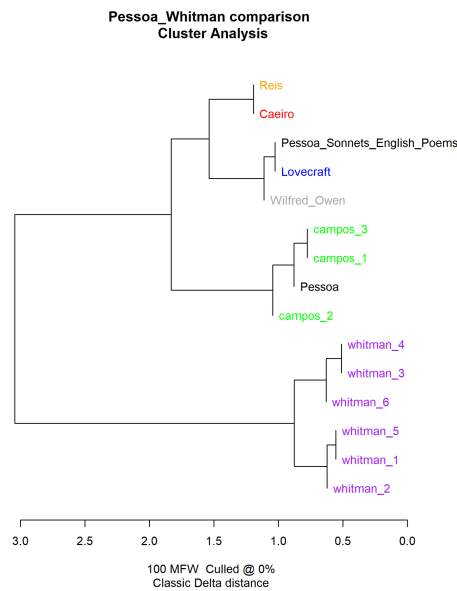 Pessoa_Whitman comparison
Cluster Analysis
Reis
Caeiro
Pessoa_Sonnets_English_Poems
Lovecraft
Wilfred_Owen
campos_3
campos_1
Pessoa
campos_2
whitman_4
whitman_3
whitman_6
whitman_5
whitman_1
whitman_2
3.0 2.5 2.0 1.5 1.0 0.5 0.0
100 MFW Culled @ 0%
Classic Delta distance